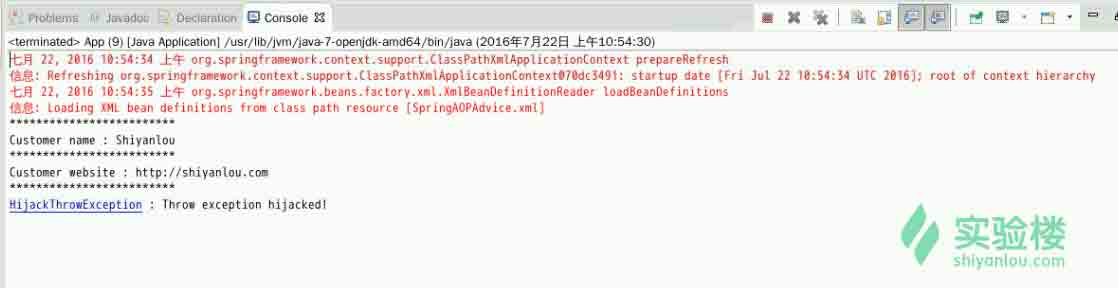 Problems @ Javadoc Declaration Console
<terminated> App (9) [Java Application] /usr/lib/jvm/java-7-openjdk-amd64/bin/java (2016年7月22日 上午10:54:30)
七月 22, 2016 10:54:34 上午 org.springframework.context.support.ClassPathXmlApplicationContext prepareRefresh
信息: Refreshing org.springframework.context.support.ClassPathXmlApplicationContext@70dc3491: startup date [Fri Jul 22 10:54:34 UTC 2016]; root of context hierarchy
七月 22, 2016 10:54:35 上午 org.springframework.beans.factory.xml.XmlBeanDefinitionReader loadBeanDefinitions
信息: Loading XML bean definitions from class path resource [SpringAOPAdvice.xml]
*************************
Customer name : Shiyanlou
*************************
Customer website : http://shiyanlou.com
*************************
HijackThrowException : Throw exception hijacked!
实验楼
shiyanlou.com